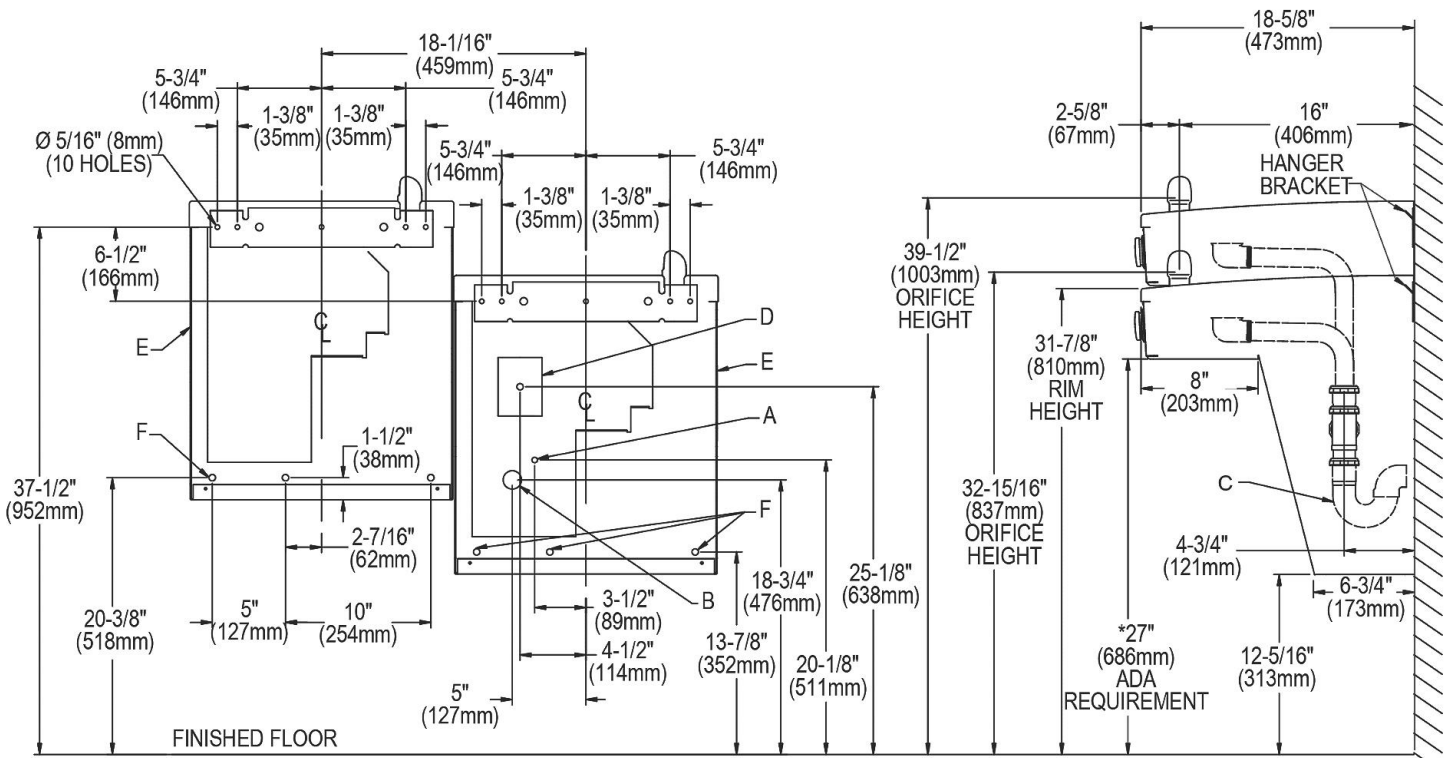 18-1/16"
(459mm)
5-3/4"
(146mm)
5-3/4"
(146mm)
1-3/8"
(35mm)
1-3/8"
(35mm)
Ø 5/16" (8mm)
(10 HOLES)
5-3/4"
(146mm)
5-3/4"
(146mm)
1-3/8"
(35mm)
1-3/8"
(35mm)
6-1/2"
(166mm)
CL
E
D
E
CL
A
F
1-1/2"
(38mm)
37-1/2"
(952mm)
F
2-7/16"
(62mm)
B
3-1/2"
(89mm)
18-3/4"
(476mm)
25-1/8"
(638mm)
20-3/8"
(518mm)
5"
(127mm)
10"
(254mm)
4-1/2"
(114mm)
13-7/8"
(352mm)
20-1/8"
(511mm)
5"
(127mm)
FINISHED FLOOR
18-5/8"
(473mm)
2-5/8"
(67mm)
16"
(406mm)
HANGER
BRACKET
39-1/2"
(1003mm)
ORIFICE
HEIGHT
31-7/8"
(810mm)
RIM
HEIGHT
8"
(203mm)
32-15/16"
(837mm)
ORIFICE
HEIGHT
C
4-3/4"
(121mm)
6-3/4"
(173mm)
*27"
(686mm)
ADA
REQUIREMENT
12-5/16"
(313mm)